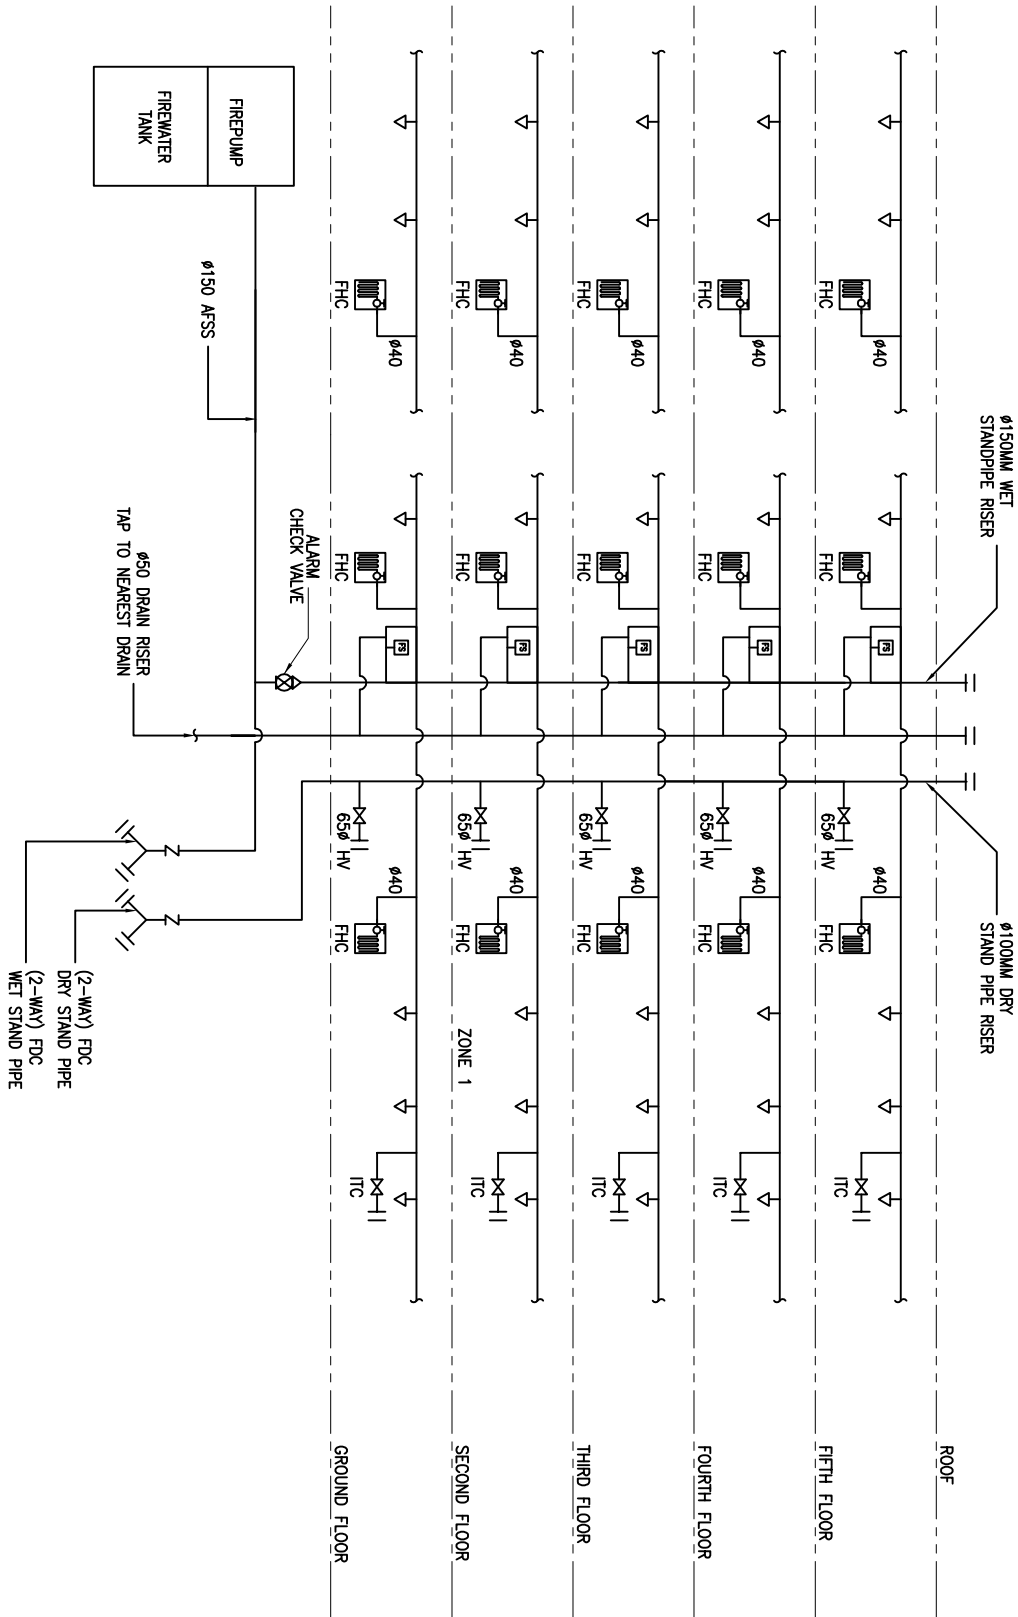 ROOF
FIFTH FLOOR
FOURTH FLOOR
THIRD FLOOR
SECOND FLOOR
GROUND FLOOR
ø150MM WET
STANDPIPE RISER
ø100MM DRY
STAND PIPE RISER
FHC
ø40
FHC
FS
65ø HV
ø40
FHC
ITC
FHC
ø40
FHC
FS
65ø HV
ø40
FHC
ITC
FHC
ø40
FHC
FS
65ø HV
ø40
FHC
ITC
FHC
ø40
FHC
FS
65ø HV
ø40
FHC
ZONE 1
ITC
FHC
ø40
FHC
FS
65ø HV
ø40
FHC
ITC
FIREPUMP
FIREWATER
TANK
ø150 AFSS
ALARM
CHECK VALVE
ø50 DRAIN RISER
TAP TO NEAREST DRAIN
(2-WAY) FDC
DRY STAND PIPE
(2-WAY) FDC
WET STAND PIPE